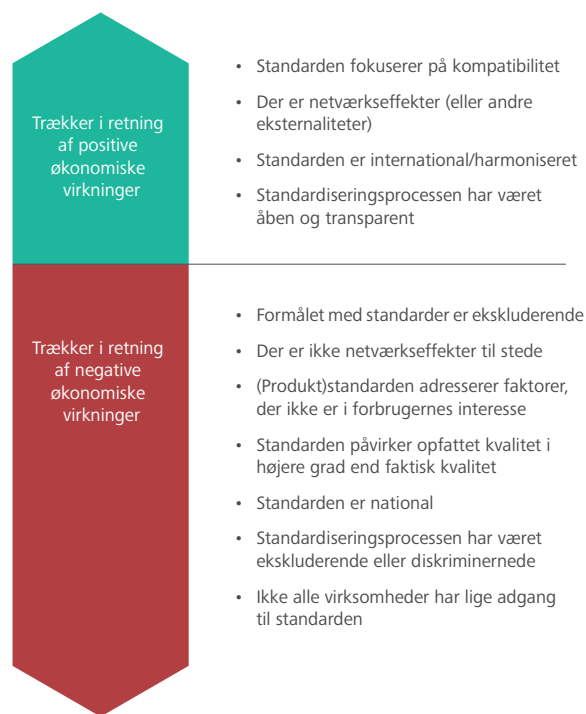 Trækker i retning
af positive
økonomiske
virkninger
• Standarden fokuserer på kompatibilitet
• Der er netværkseffekter (eller andre
eksternaliteter)
• Standarden er international/harmoniseret
• Standardiseringsprocessen har været
åben og transparent
Trækker i retning
af negative
økonomiske
virkninger
• Formålet med standarder er ekskluderende
• Der er ikke netværkseffekter til stede
• (Produkt)standarden adresserer faktorer,
der ikke er i forbrugernes interesse
• Standarden påvirker opfattet kvalitet i
højere grad end faktisk kvalitet
• Standarden er national
• Standardiseringsprocessen har været
ekskluderende eller diskriminernede
• Ikke alle virksomheder har lige adgang
til standarden